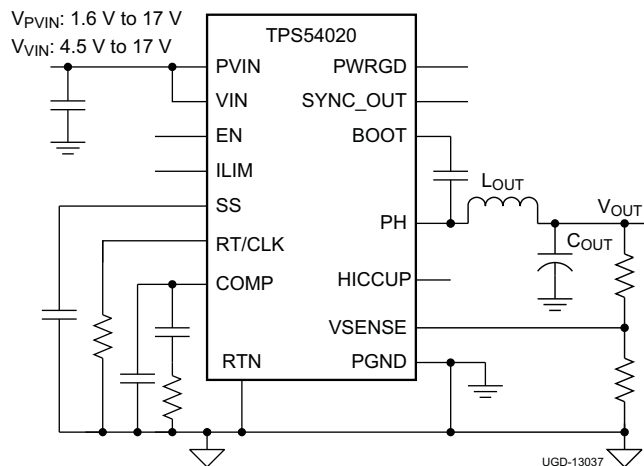 VPVIN: 1.6 V to 17 V
VVIN: 4.5 V to 17 V
TPS54020
PVIN
PWRGD
VIN
SYNC_OUT
EN
BOOT
ILIM
LOUT
SS
PH
VOUT
RT/CLK
COUT
COMP
HICCUP
VSENSE
RTN
PGND
UGD-13037